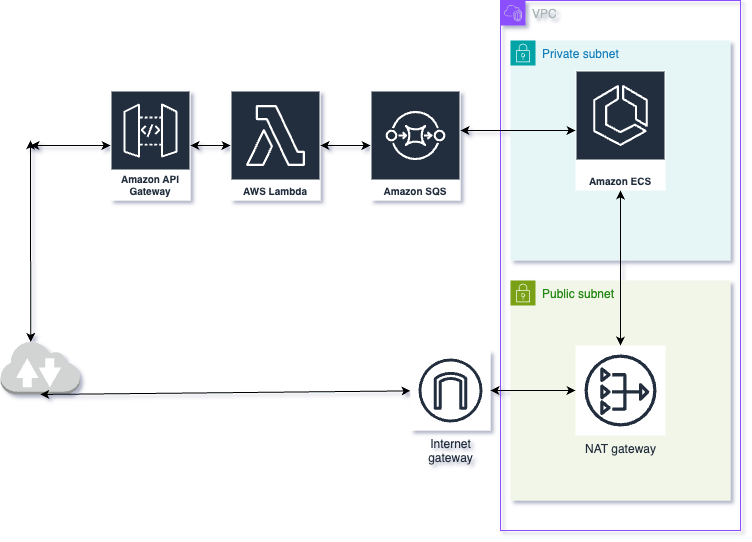 VPC
Private subnet
</>
Amazon API
Gateway
AWS Lambda
Amazon SQS
Amazon ECS
Public subnet
Internet
gateway
NAT gateway